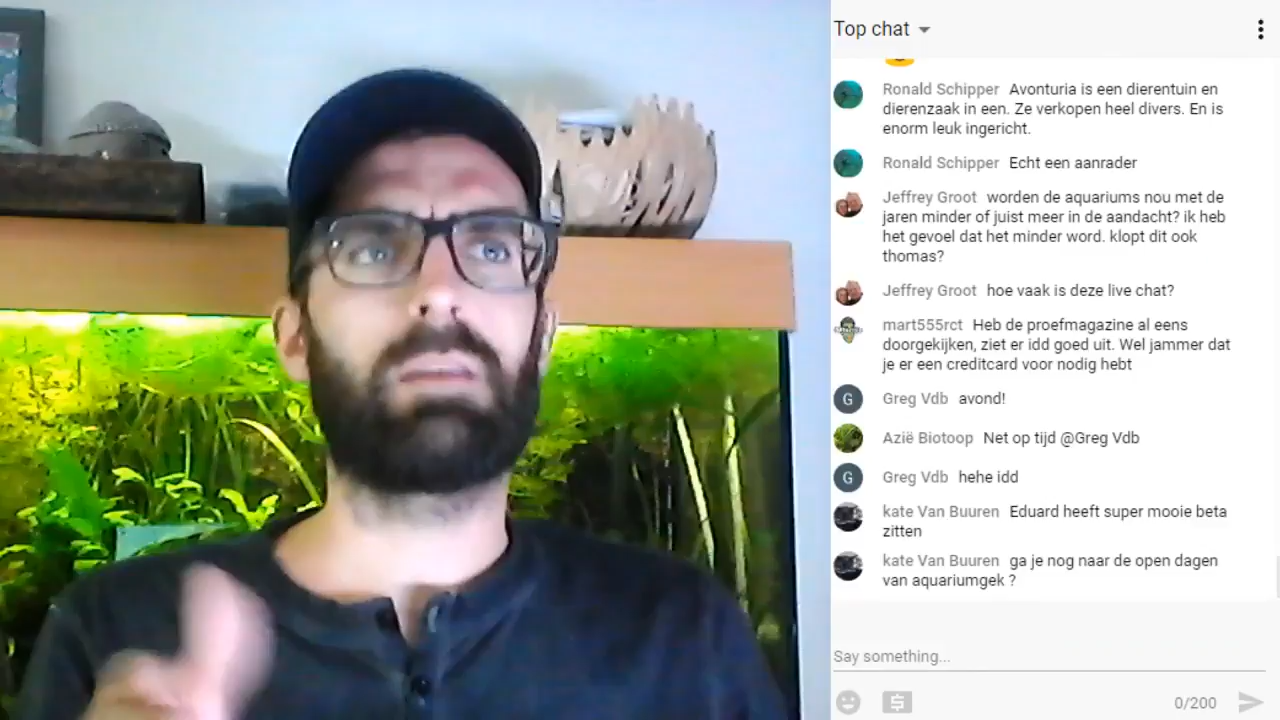 Top chat
Ronald Schipper Avonturia is een dierentuin en
dierenzaak in een. Ze verkopen heel divers. En is
enorm leuk ingericht.
Ronald Schipper Echt een aanrader
Jeffrey Groot worden de aquariums nou met de
jaren minder of juist meer in de aandacht? ik heb
het gevoel dat het minder word. klopt dit ook
thomas?
Jeffrey Groot hoe vaak is deze live chat?
mart555rct Heb de proefmagazine al eens
doorgekijken, ziet er idd goed uit. Wel jammer dat
je er een creditcard voor nodig hebt
G Greg Vdb avond!
Azië Biotoop Net op tijd @Greg Vdb
G Greg Vdb hehe idd
kate Van Buuren Eduard heeft super mooie beta
zitten
kate Van Buuren ga je nog naar de open dagen
van aquariumgek ?
Say something...
0/200